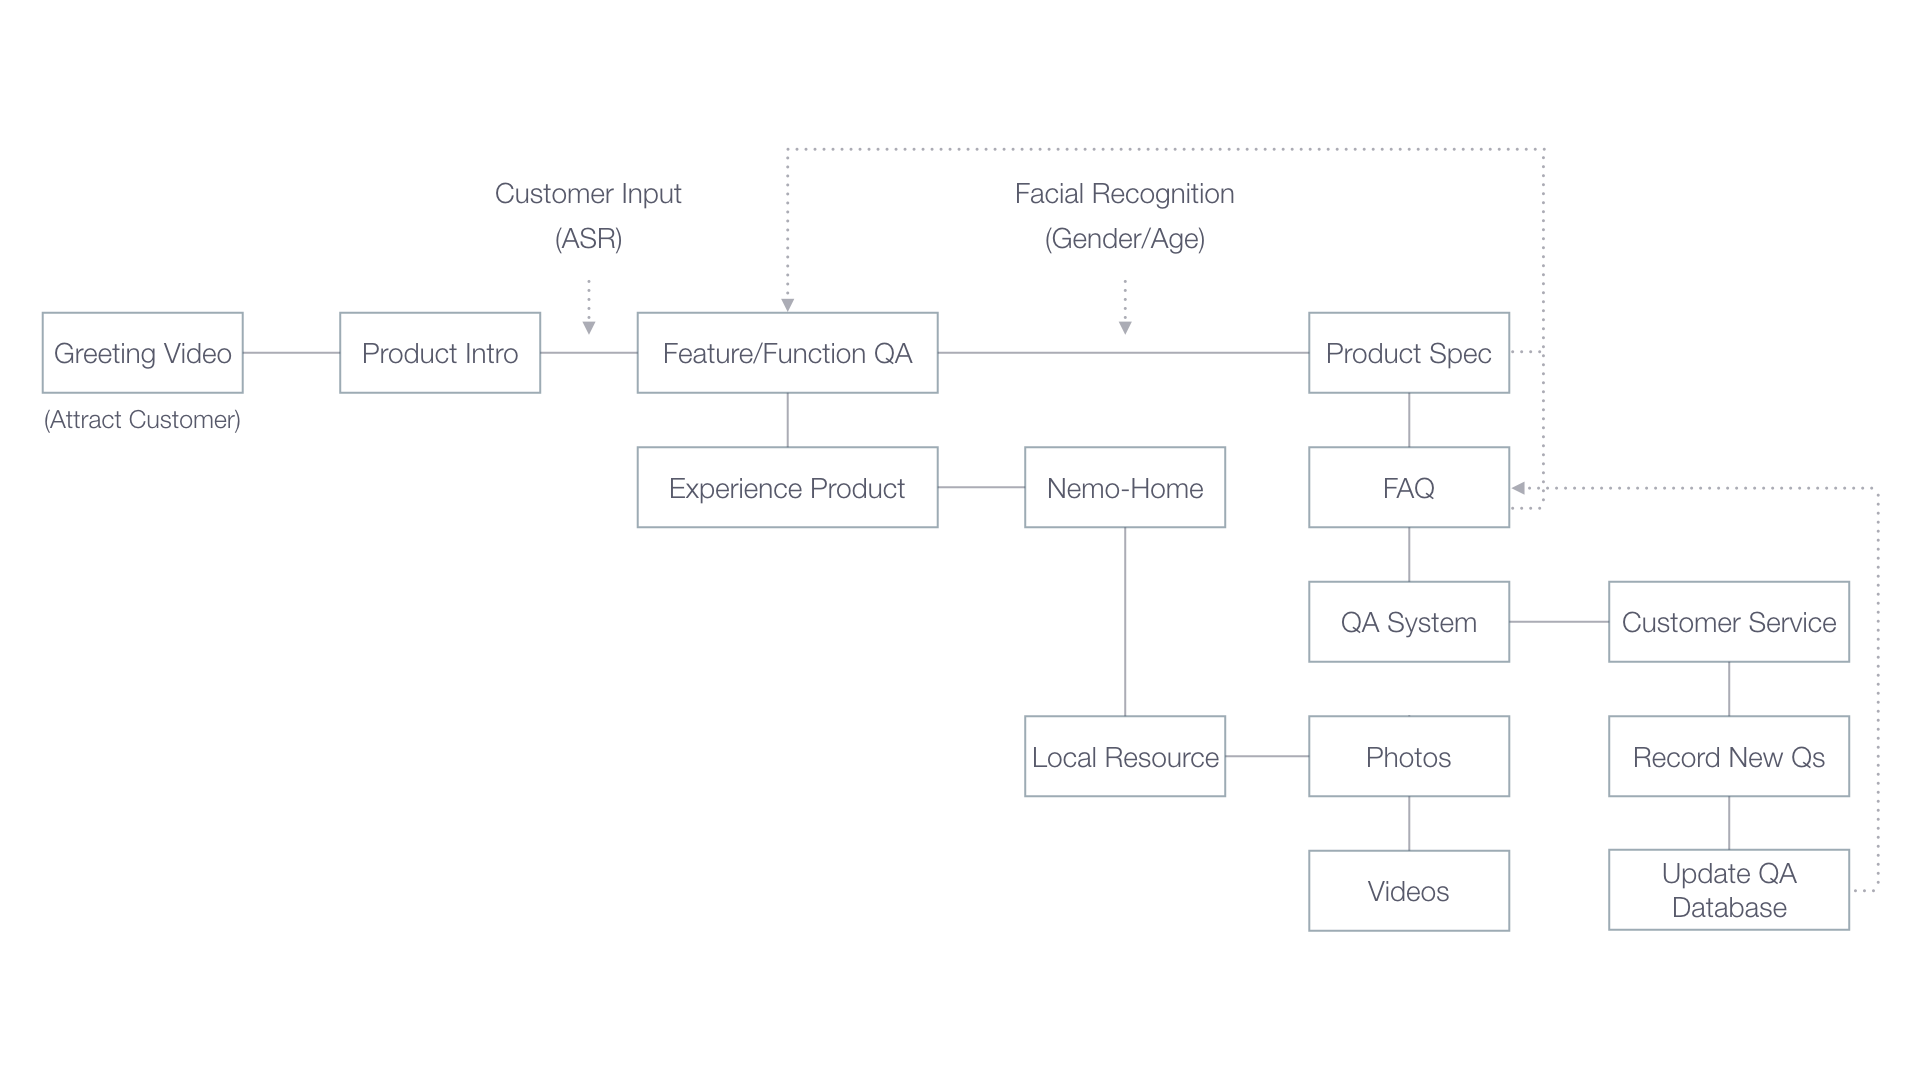 Customer Input
(ASR)
Facial Recognition
(Gender/Age)
Greeting Video
Product Intro
Feature/Function QA
Product Spec
(Attract Customer)
Experience Product
Nemo-Home
FAQ
QA System
Customer Service
Local Resource
Photos
Record New Qs
Videos
Update QA
Database